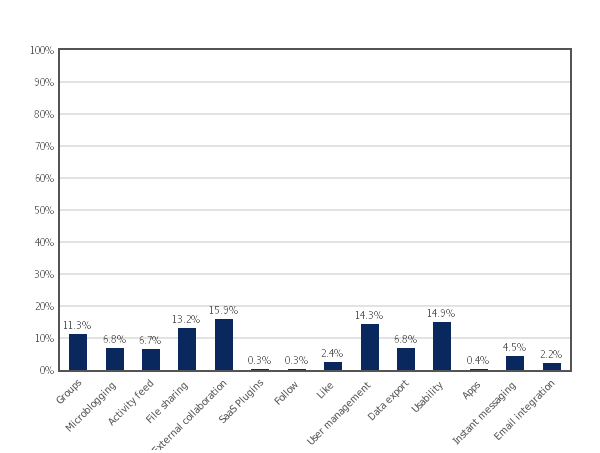 100%
90%
80%
70%
60%
50%
40%
30%
20%
10%
0%
11.3%
6.8%
6.7%
13.2%
15.9%
0.3%
0.3%
2.4%
14.3%
6.8%
14.9%
0.4%
4.5%
2.2%
Groups
Microblogging
Activity feed
File sharing
External collaboration
SaaS Plugins
Follow
Like
User management
Data export
Usability
Apps
Instant messaging
Email integration